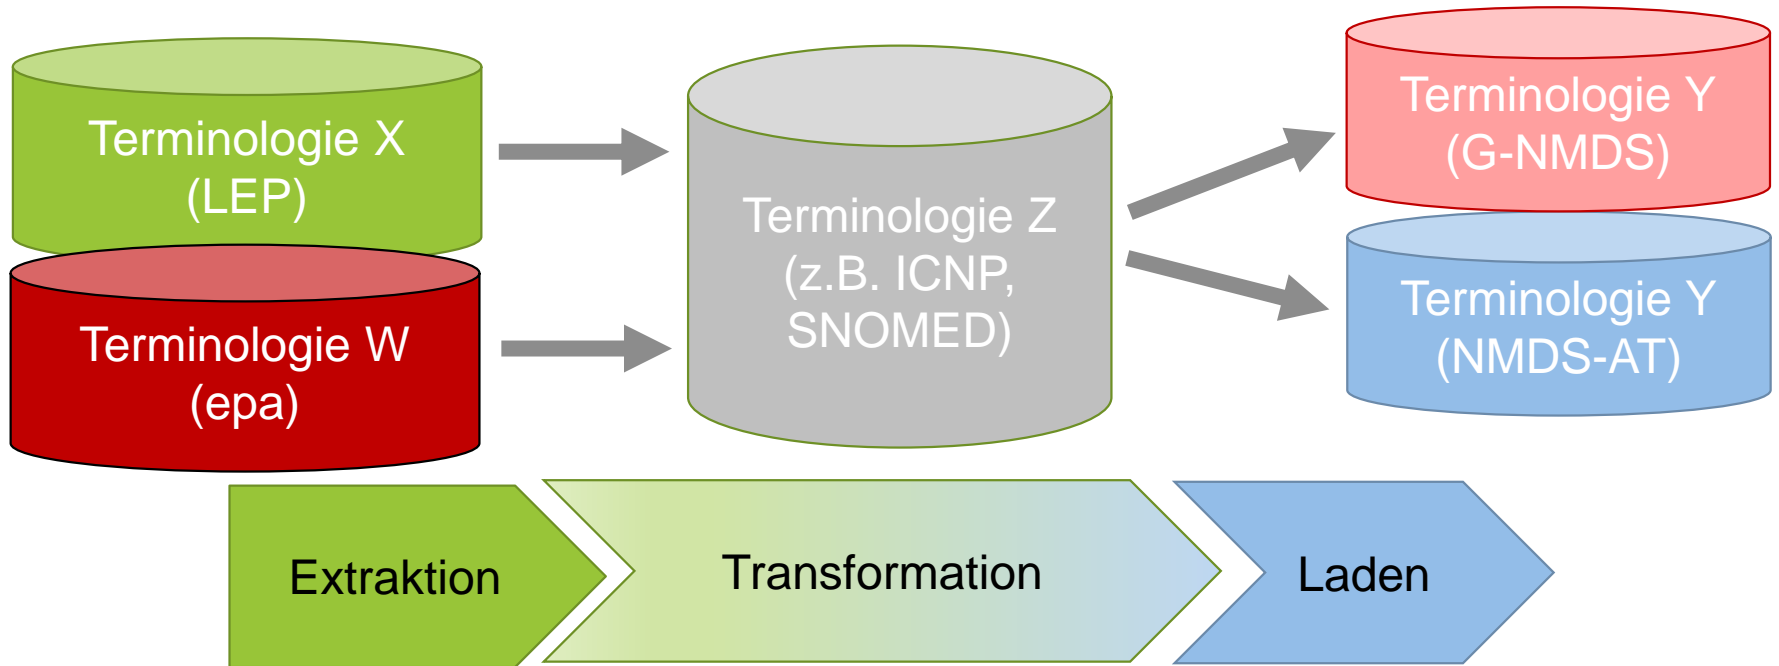 Terminologie X
(LEP)
Terminologie W
(epa)
Terminologie Z
(z.B. ICNP,
SNOMED)
Terminologie Y
(G-NMDS)
Terminologie Y
(NMDS-AT)
Extraktion
Transformation
Laden